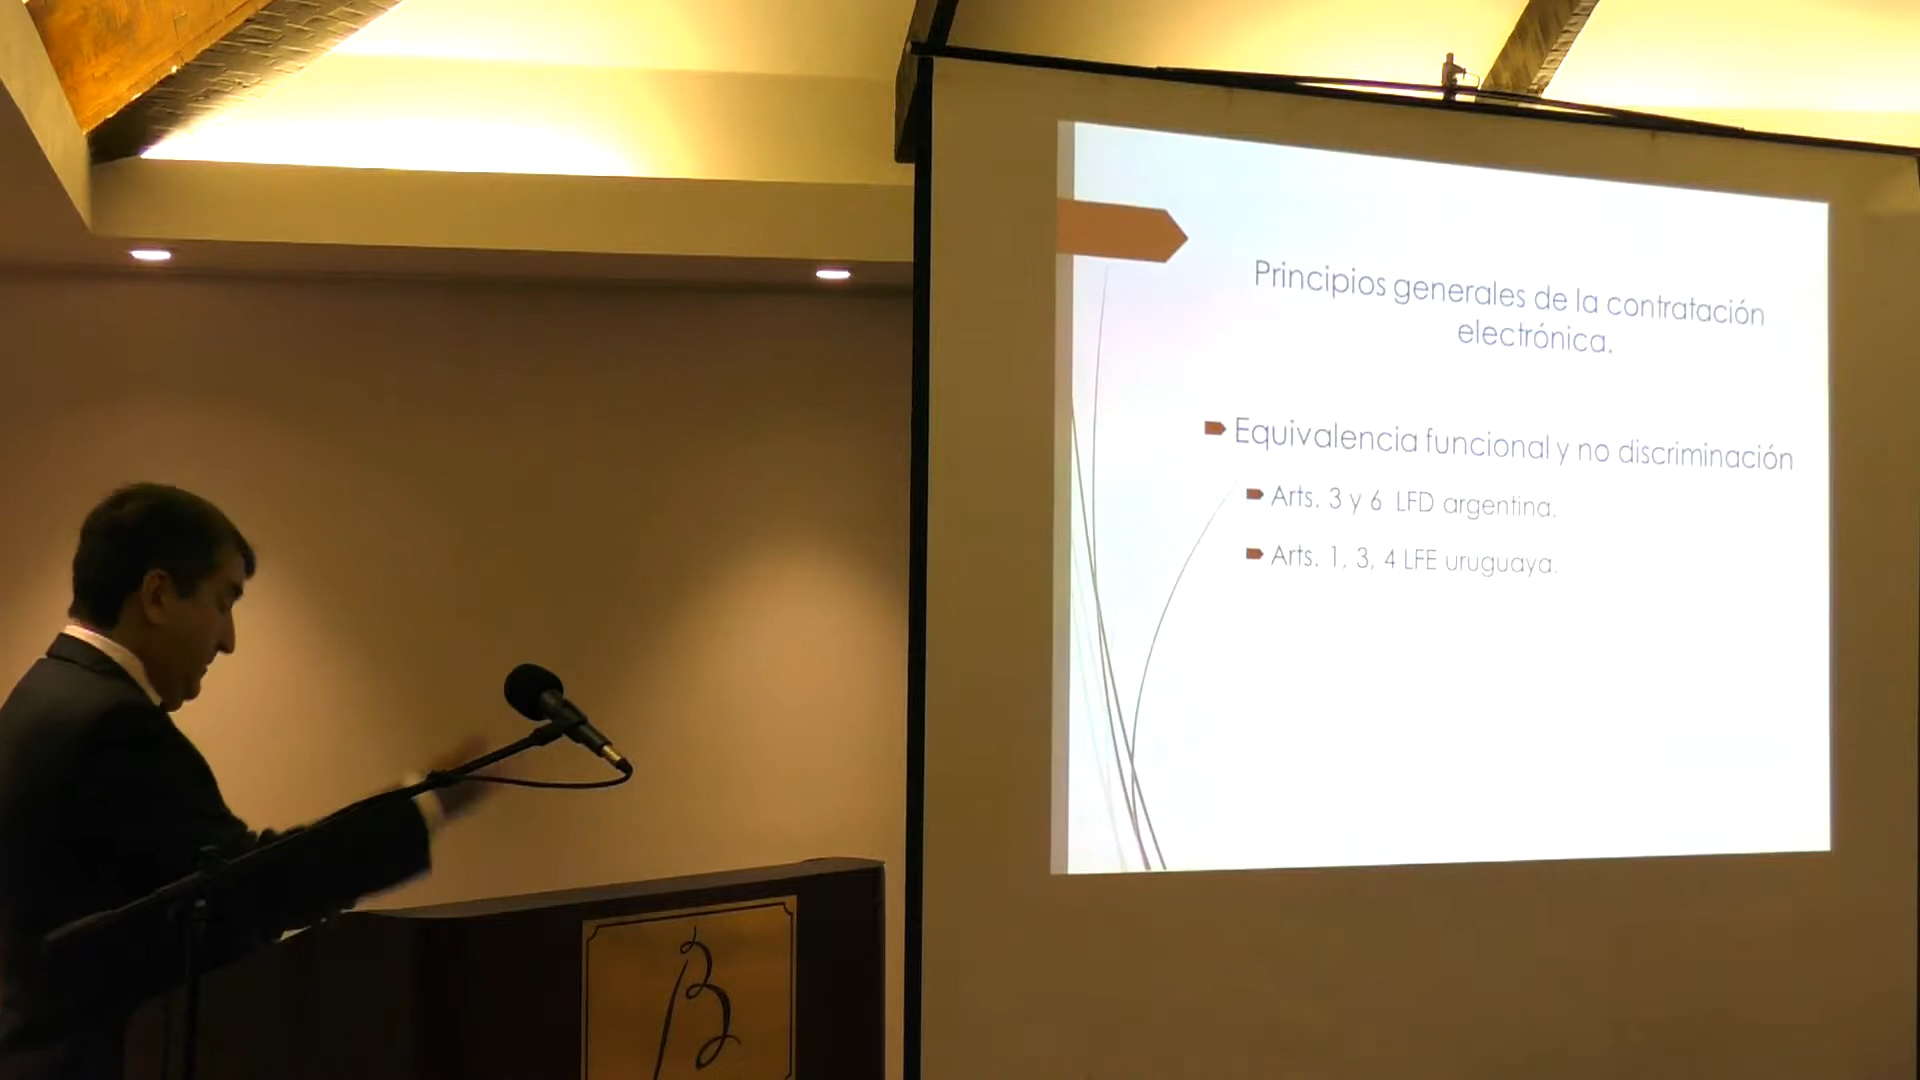 Principios generales de la contratación
electrónica.
Equivalencia funcional y no discriminación
Arts. 3 y 6 LFD argentina.
Arts. 1, 3, 4 LFE uruguaya.
B